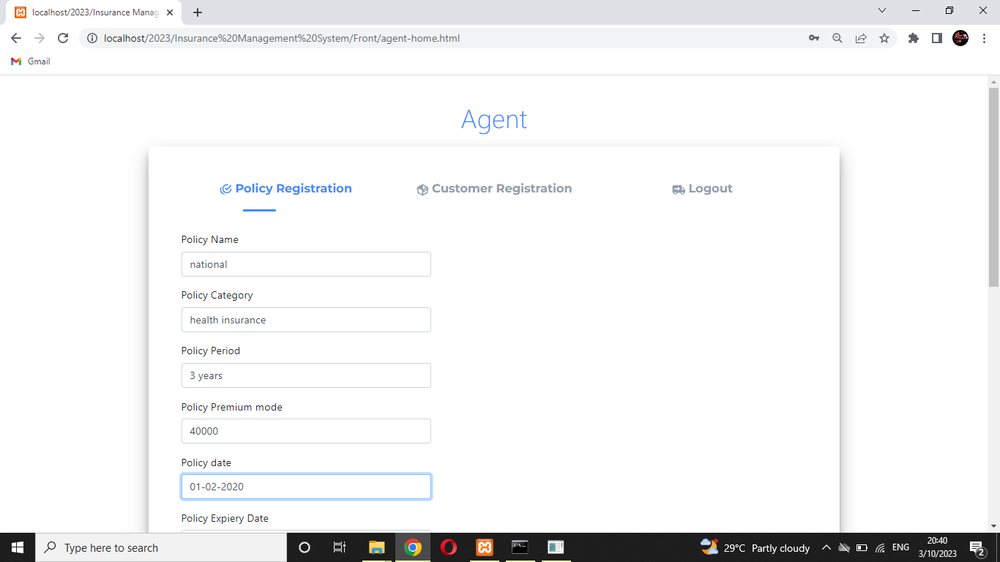 localhost/2023/Insurance Manag
localhost/2023/Insurance%20Management%20System/Front/agent-home.html
Gmail
Agent
Policy Registration
Customer Registration
Logout
Policy Name
national
Policy Category
health insurance
Policy Period
3 years
Policy Premium mode
40000
Policy date
01-02-2020
Policy Expiery Date
Type here to search
29°C Partly cloudy
ENG
20:40
3/10/2023
2